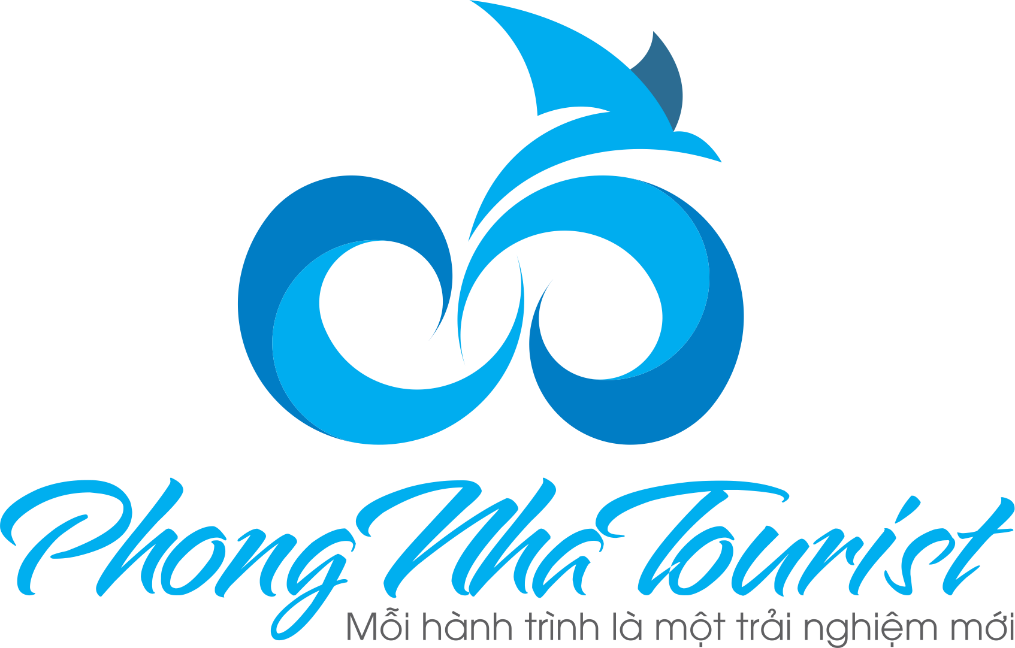 Phong Nha Tourist
Mỗi hành trình là một trải nghiệm mới